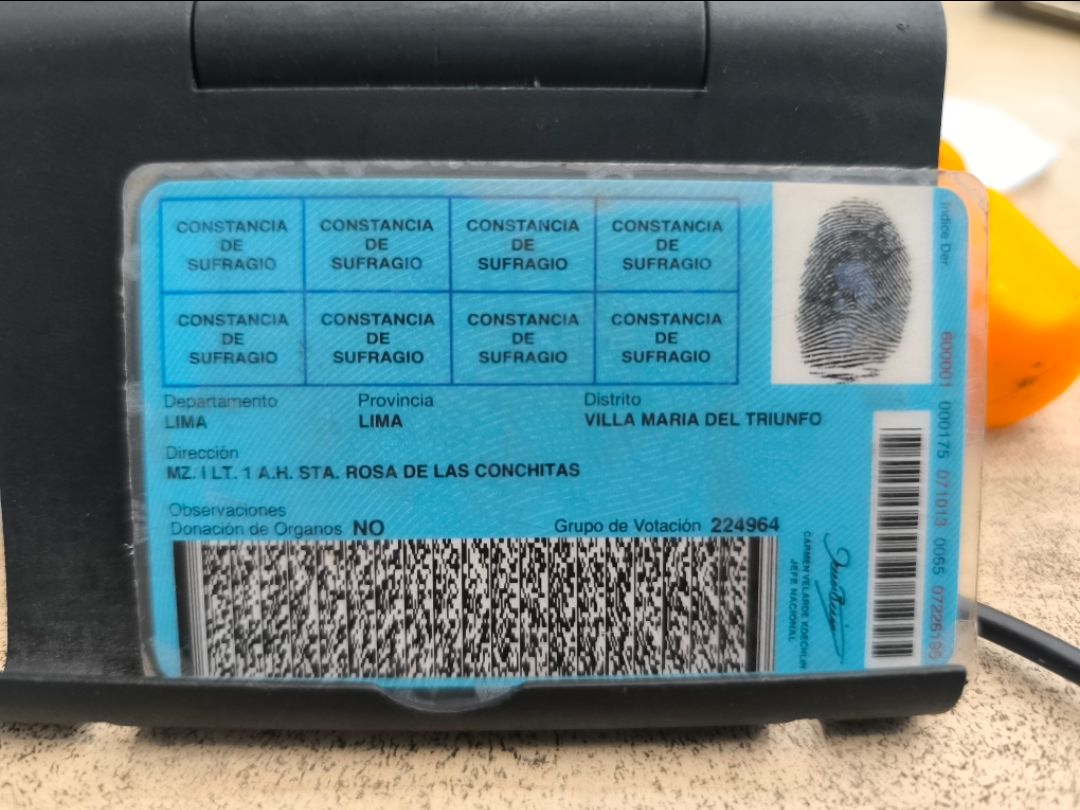 CONSTANCIA DE SUFRAGIO
CONSTANCIA DE SUFRAGIO
CONSTANCIA DE SUFRAGIO
CONSTANCIA DE SUFRAGIO
CONSTANCIA DE SUFRAGIO
CONSTANCIA DE SUFRAGIO
CONSTANCIA DE SUFRAGIO
CONSTANCIA DE SUFRAGIO
Indice Der
Departamento Provincia Distrito
LIMA LIMA VILLA MARIA DEL TRIUNFO
Dirección
MZ. I LT. 1 A.H. STA. ROSA DE LAS CONCHITAS
Observaciones
Donación de Organos NO Grupo de Votación 224964
CARMEN VELARDE KOECHLIN
JEFE NACIONAL
600001 000175 071013 0065